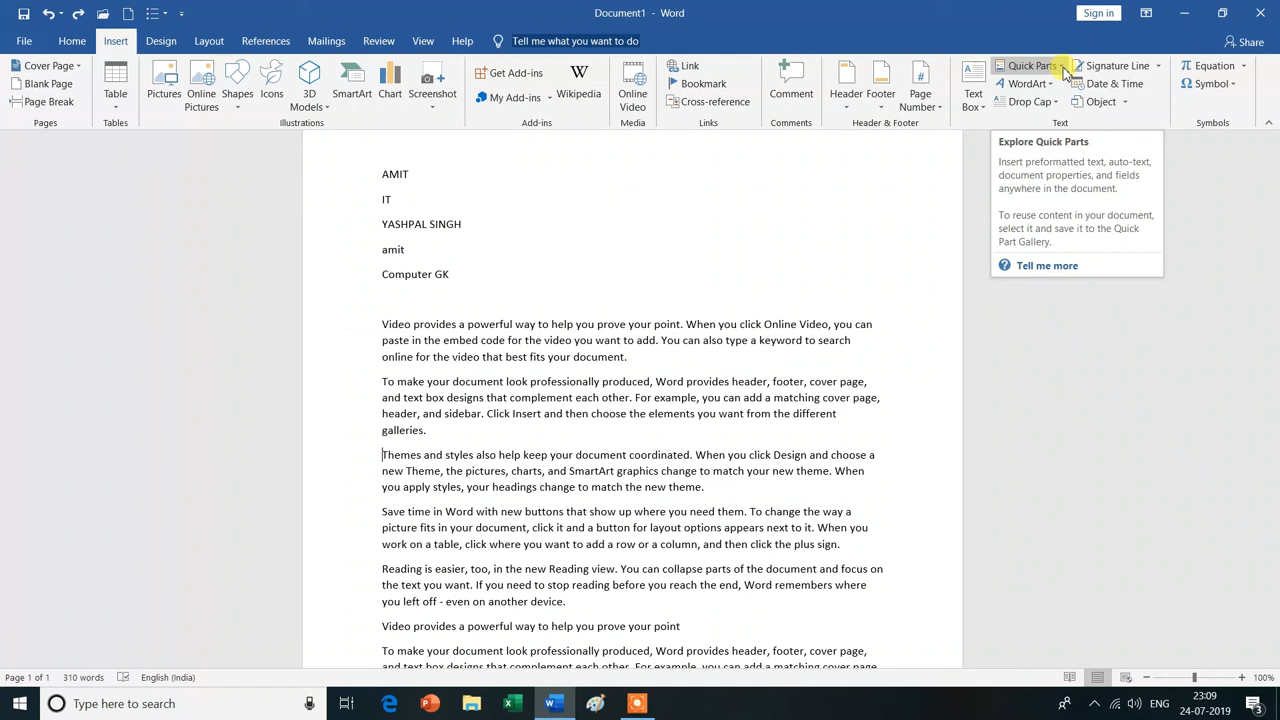 Document1 - Word
Sign in
File Home Insert Design Layout References Mailings Review View Help Tell me what you want to do Share
Cover Page
Blank Page
Page Break
Pages
Table
Tables
Pictures
Online Pictures
Shapes
Icons
3D Models
SmartArt
Chart
Screenshot
Illustrations
Get Add-ins
My Add-ins
Wikipedia
Add-ins
Online Video
Media
Link
Bookmark
Cross-reference
Links
Comment
Comments
Header
Footer
Page Number
Header & Footer
Text Box
Quick Parts
WordArt
Drop Cap
Signature Line
Date & Time
Object
Text
Equation
Symbol
Symbols
Explore Quick Parts
Insert preformatted text, auto-text,
document properties, and fields
anywhere in the document.
To reuse content in your document,
select it and save it to the Quick
Part Gallery.
Tell me more
AMIT
IT
YASHPAL SINGH
amit
Computer GK
Video provides a powerful way to help you prove your point. When you click Online Video, you can
paste in the embed code for the video you want to add. You can also type a keyword to search
online for the video that best fits your document.
To make your document look professionally produced, Word provides header, footer, cover page,
and text box designs that complement each other. For example, you can add a matching cover page,
header, and sidebar. Click Insert and then choose the elements you want from the different
galleries.
Themes and styles also help keep your document coordinated. When you click Design and choose a
new Theme, the pictures, charts, and SmartArt graphics change to match your new theme. When
you apply styles, your headings change to match the new theme.
Save time in Word with new buttons that show up where you need them. To change the way a
picture fits in your document, click it and a button for layout options appears next to it. When you
work on a table, click where you want to add a row or a column, and then click the plus sign.
Reading is easier, too, in the new Reading view. You can collapse parts of the document and focus on
the text you want. If you need to stop reading before you reach the end, Word remembers where
you left off - even on another device.
Video provides a powerful way to help you prove your point
To make your document look professionally produced, Word provides header, footer, cover page,
and text box designs that complement each other. For example, you can add a matching cover page,
Page 1 of 1 310 words English (India) 100%
Type here to search
ENG
23:09
24-07-2019
3